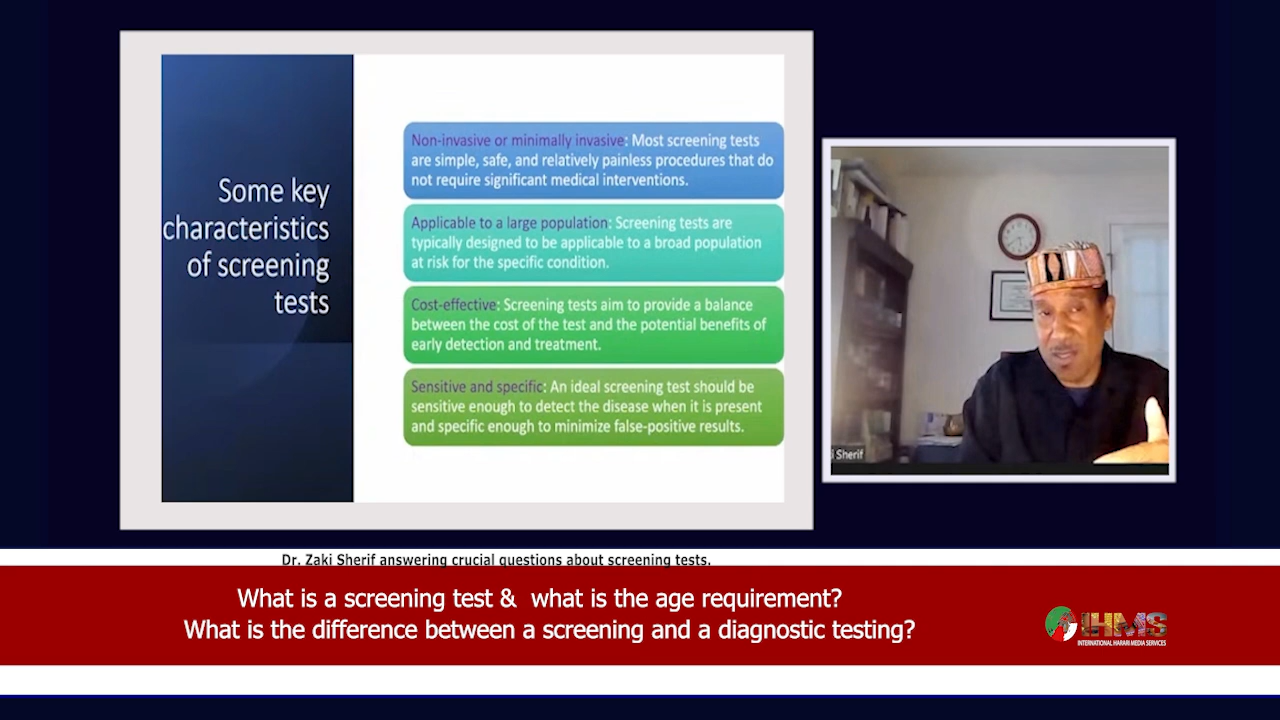 Some key
characteristics
of screening
tests
Non-invasive or minimally invasive: Most screening tests
are simple, safe, and relatively painless procedures that do
not require significant medical interventions.
Applicable to a large population: Screening tests are
typically designed to be applicable to a broad population
at risk for the specific condition.
Cost-effective: Screening tests aim to provide a balance
between the cost of the test and the potential benefits of
early detection and treatment.
Sensitive and specific: An ideal screening test should be
sensitive enough to detect the disease when it is present
and specific enough to minimize false-positive results.
i Sherif
Dr. Zaki Sherif answering crucial questions about screening tests.
What is a screening test & what is the age requirement?
What is the difference between a screening and a diagnostic testing?
IHMS
INTERNATIONAL HARARI MEDIA SERVICES